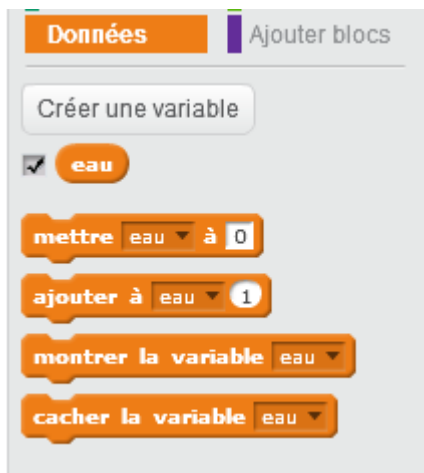 Données Ajouter blocs
Créer une variable
eau
mettre eau à 0
ajouter à eau 1
montrer la variable eau
cacher la variable eau